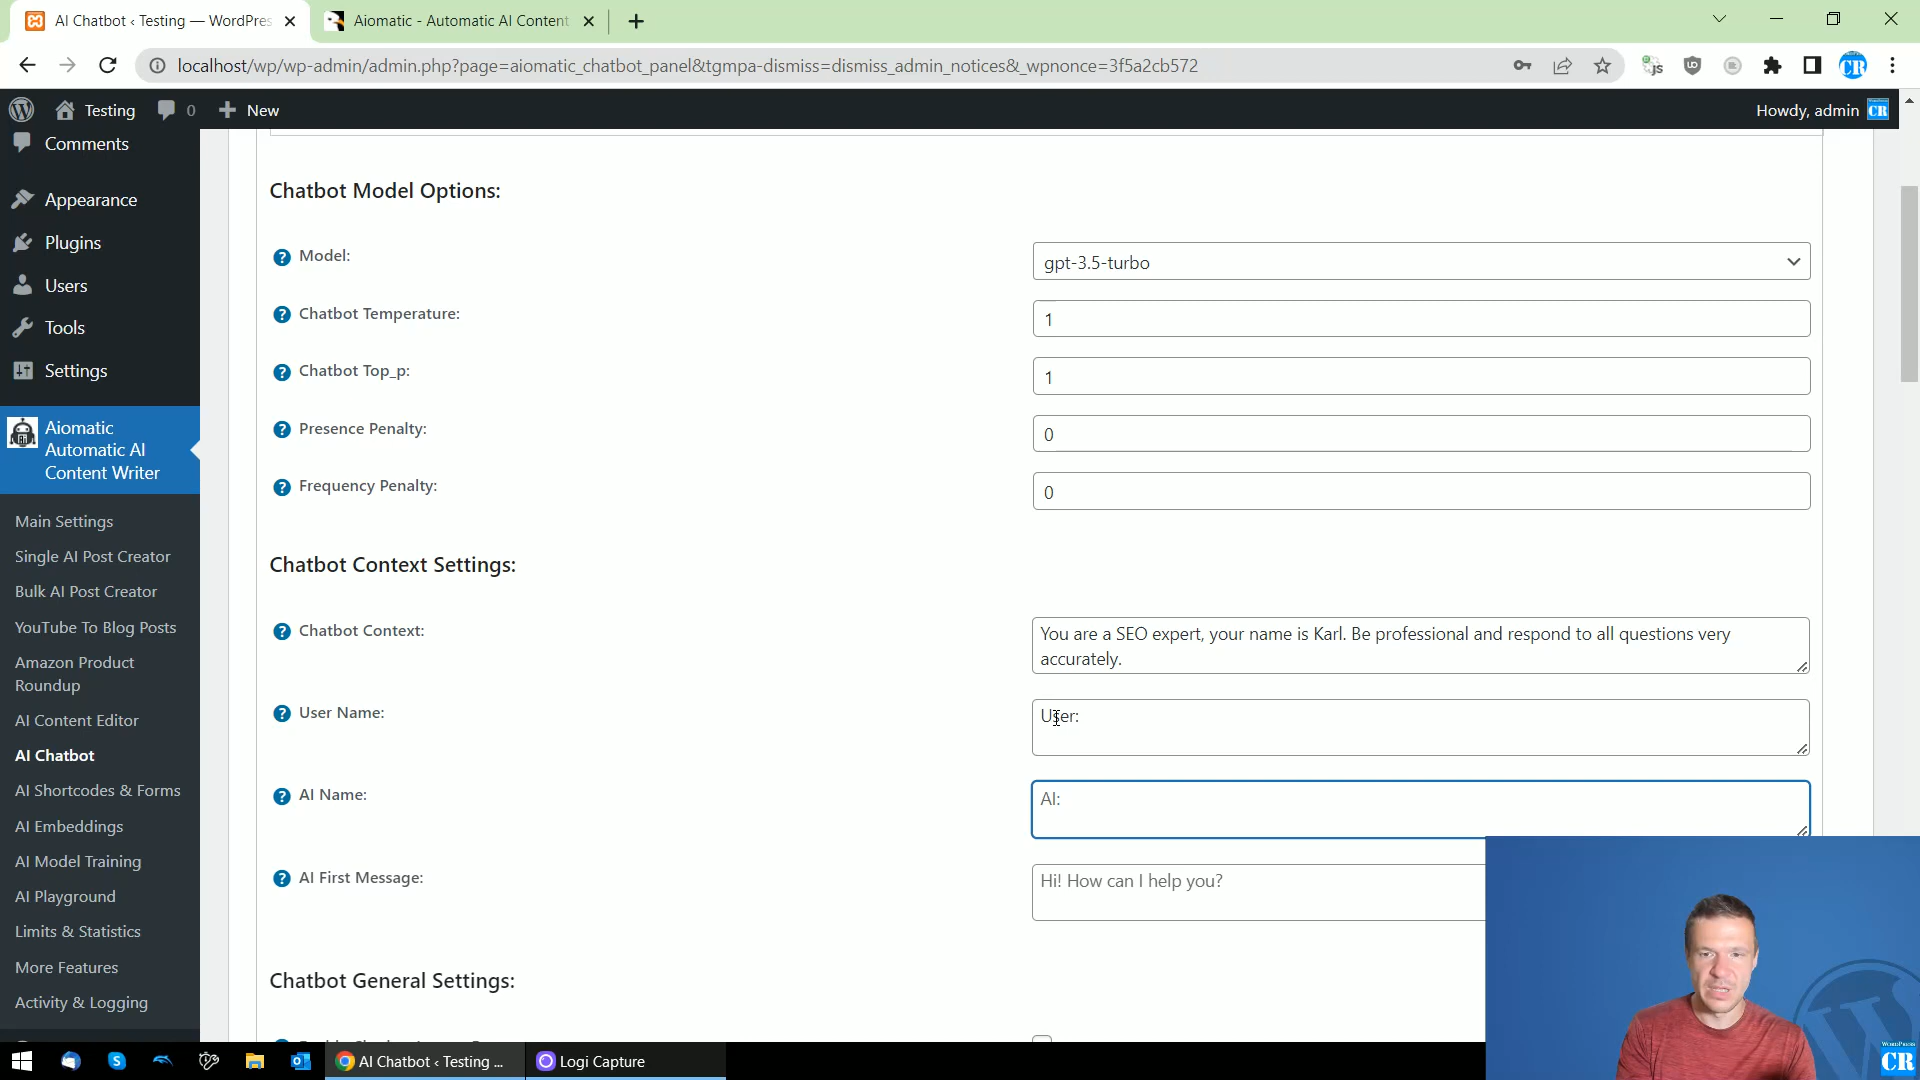 AI Chatbot ‹ Testing — WordPres
Aiomatic - Automatic AI Content
localhost/wp/wp-admin/admin.php?page=aiomatic_chatbot_panel&tgmpa-dismiss=dismiss_admin_notices&_wpnonce=3f5a2cb572
Testing
0
New
Howdy, admin
CR
Comments
Appearance
Plugins
Users
Tools
Settings
Aiomatic
Automatic AI
Content Writer
Main Settings
Single AI Post Creator
Bulk AI Post Creator
YouTube To Blog Posts
Amazon Product
Roundup
AI Content Editor
AI Chatbot
AI Shortcodes & Forms
AI Embeddings
AI Model Training
AI Playground
Limits & Statistics
More Features
Activity & Logging
Chatbot Model Options:
Model:
gpt-3.5-turbo
Chatbot Temperature:
1
Chatbot Top_p:
1
Presence Penalty:
0
Frequency Penalty:
0
Chatbot Context Settings:
Chatbot Context:
You are a SEO expert, your name is Karl. Be professional and respond to all questions very
accurately.
User Name:
User:
AI Name:
AI:
AI First Message:
Hi! How can I help you?
Chatbot General Settings:
AI Chatbot ‹ Testing ...
Logi Capture
WORDPRESS
CR